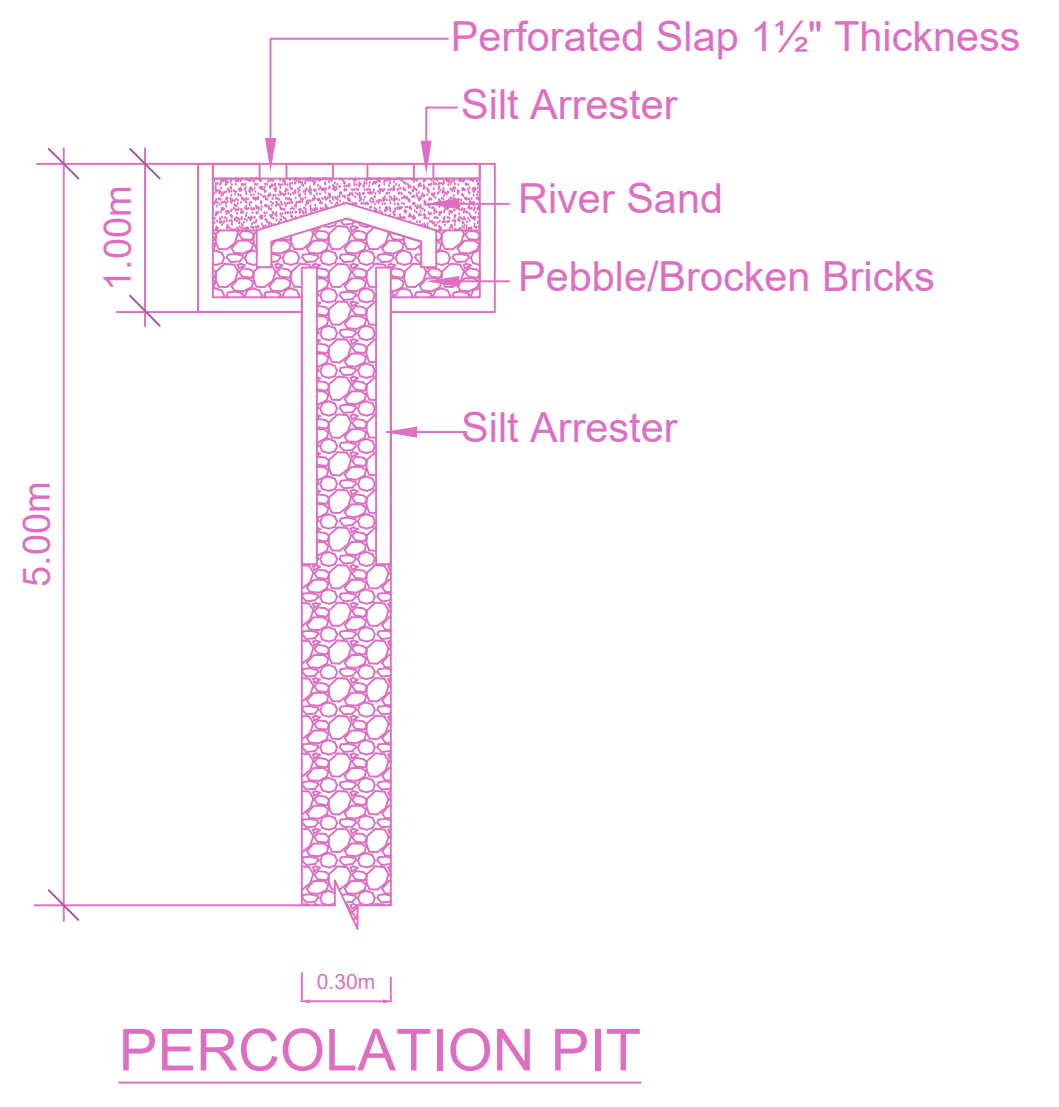 Perforated Slap 1½" Thickness
Silt Arrester
River Sand
1.00m
Pebble/Brocken Bricks
Silt Arrester
5.00m
0.30m
PERCOLATION PIT